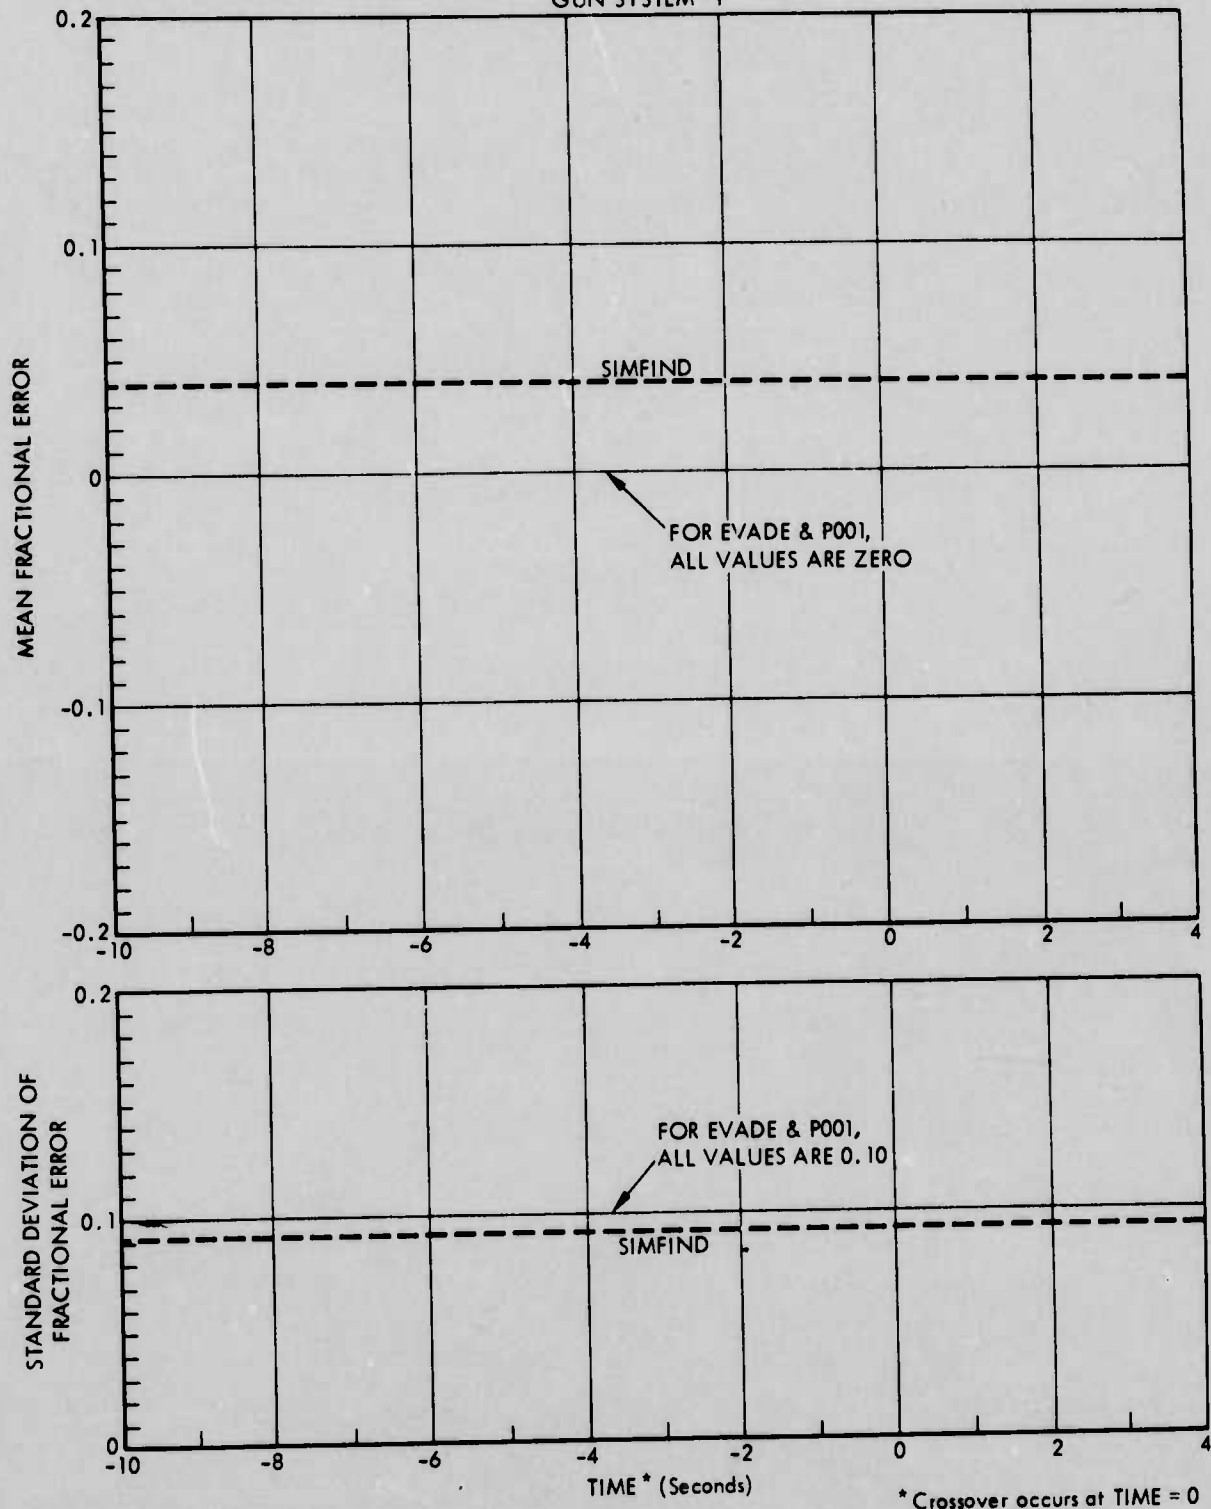 GUN SYSTEM
0.2
0.1
0
-0.1
-0.2
MEAN FRACTIONAL ERROR
SIMFIND
FOR EVADE & P001,
ALL VALUES ARE ZERO
-10 -8 -6 -4 -2 0 2 4
0.2
0.1
0
STANDARD DEVIATION OF
FRACTIONAL ERROR
FOR EVADE & P001,
ALL VALUES ARE 0.10
SIMFIND
-10 -8 -6 -4 -2 0 2 4
TIME* (Seconds)
* Crossover occurs at TIME = 0